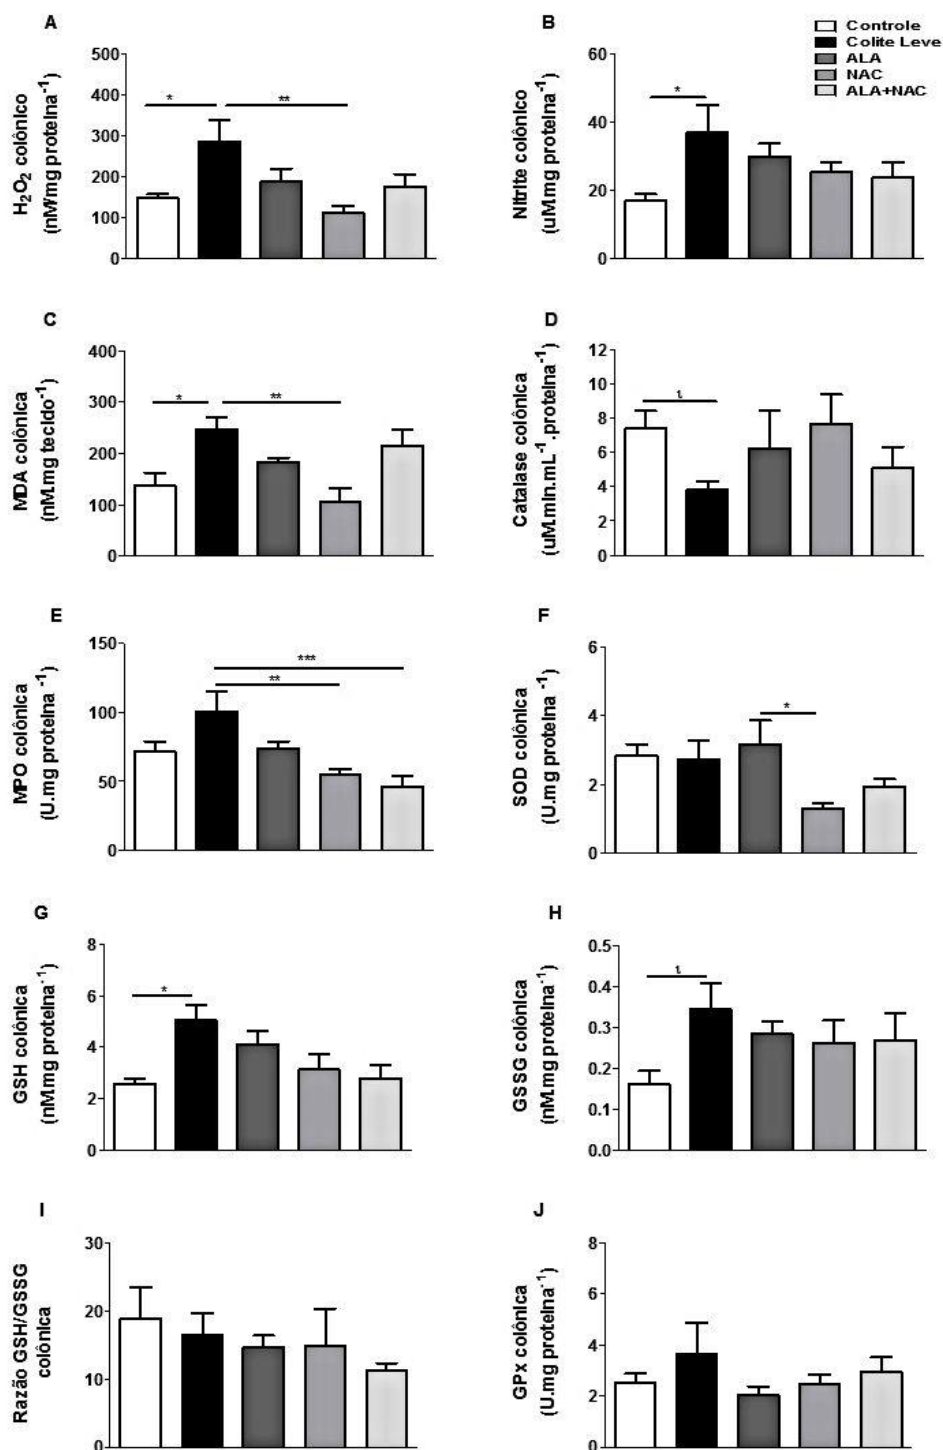 A
H2O2 colônico
(nM/mg proteína-1)
500
400
300
200
100
0
*
**
B
Nitrite colônico
(uM.mg proteína-1)
60
40
20
0
*
Controle
Colite Leve
ALA
NAC
ALA+NAC
C
MDA colônica
(nM.mg tecido-1)
400
300
200
100
0
*
**
D
Catalase colônica
(uM.min.mL-1.proteína-1)
12
10
8
6
4
2
0
t
E
MPO colônica
(U.mg proteína -1)
150
100
50
0
***
**
F
SOD colônica
(U.mg proteína -1)
6
4
2
0
*
G
GSH colônica
(nM.mg proteína-1)
8
6
4
2
0
*
H
GSSG colônica
(nM.mg proteína-1)
0.5
0.4
0.3
0.2
0.1
0.0
t
I
Razão GSH/GSSG
colônica
30
20
10
0
J
GPx colônica
(U.mg proteína-1)
8
6
4
2
0